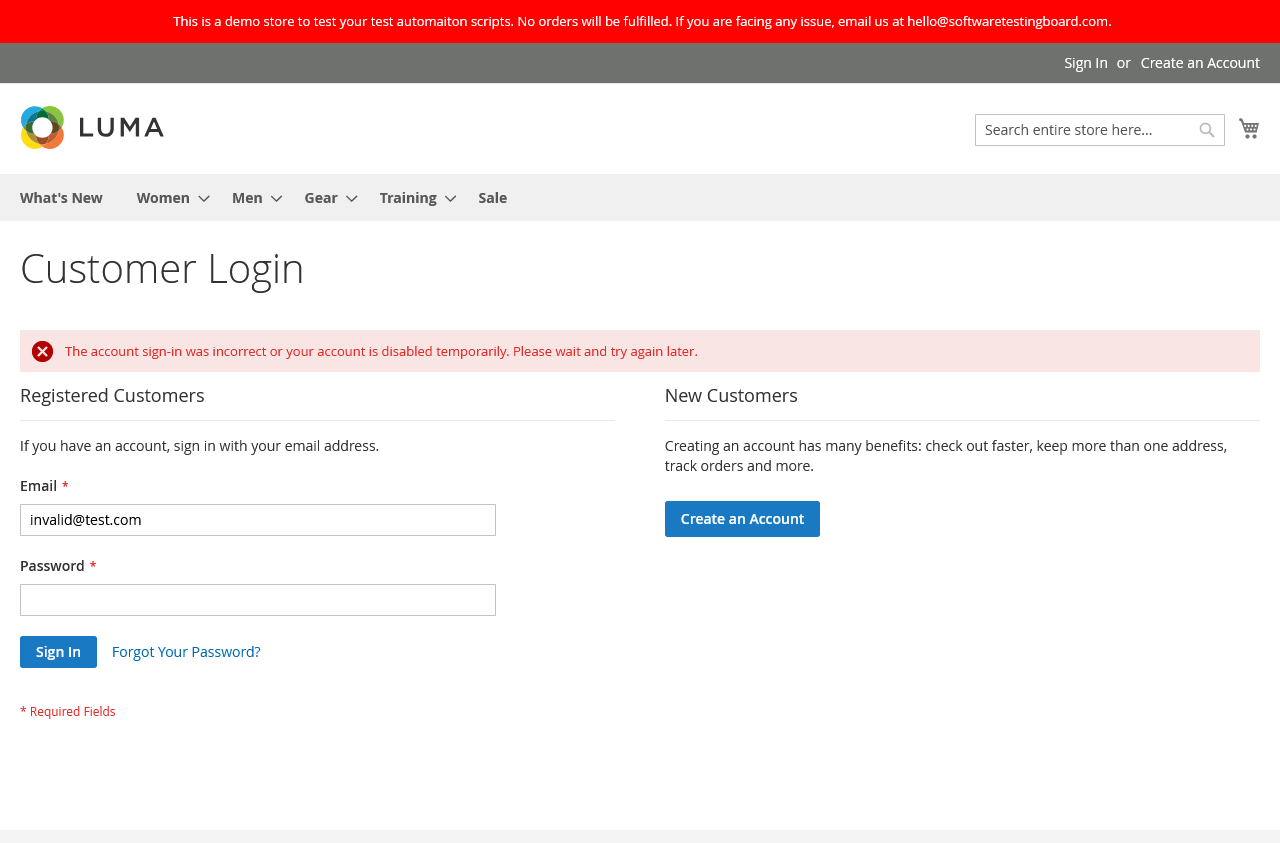 This is a demo store to test your test automaiton scripts. No orders will be fulfilled. If you are facing any issue, email us at hello@softwaretestingboard.com.
Sign In or Create an Account
LUMA
Search entire store here...
What's New Women Men Gear Training Sale
Customer Login
The account sign-in was incorrect or your account is disabled temporarily. Please wait and try again later.
Registered Customers
If you have an account, sign in with your email address.
Email *
invalid@test.com
Password *
Sign In Forgot Your Password?
* Required Fields
New Customers
Creating an account has many benefits: check out faster, keep more than one address,
track orders and more.
Create an Account